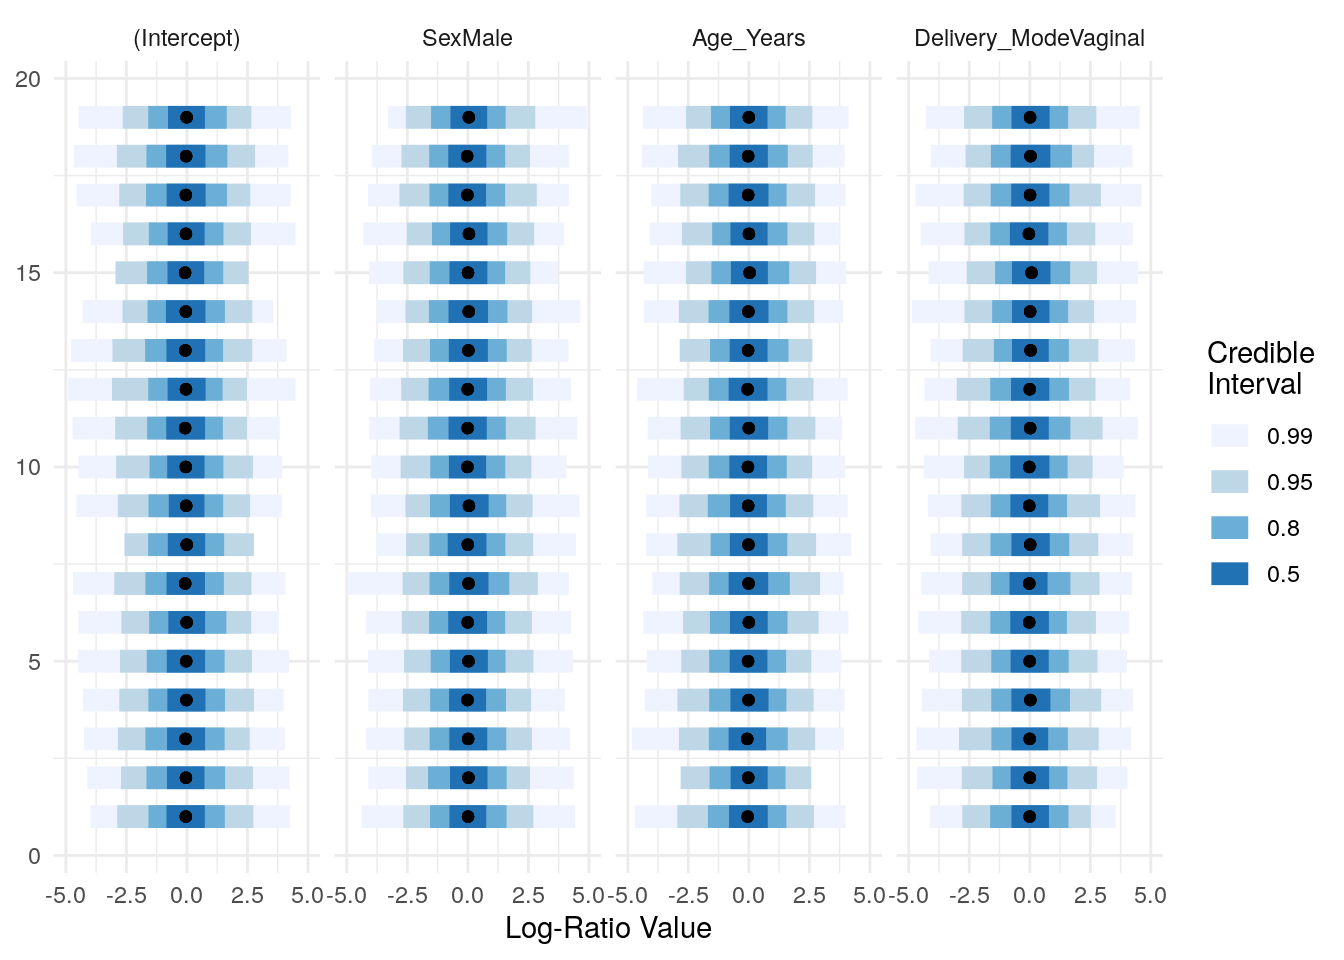 (Intercept) SexMale Age_Years Delivery_ModeVaginal
20
15
10
5
0
-5.0 -2.5 0.0 2.5 5.0 -5.0 -2.5 0.0 2.5 5.0 -5.0 -2.5 0.0 2.5 5.0 -5.0 -2.5 0.0 2.5 5.0
Log-Ratio Value
Credible
Interval
0.99
0.95
0.8
0.5